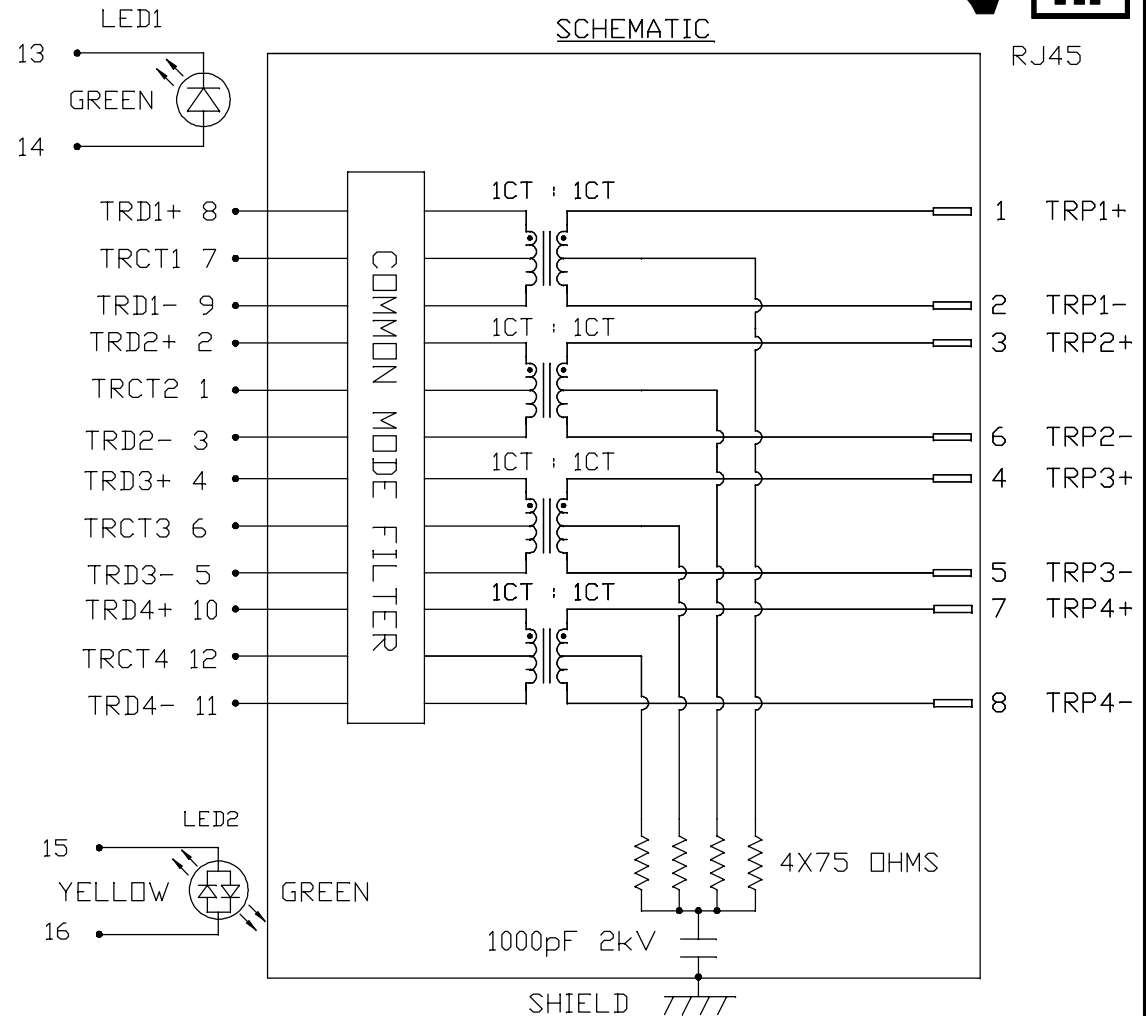 SCHEMATIC
RJ45
LED1
13
GREEN
14
1CT : 1CT
TRD1+ 8
1 TRP1+
TRCT1 7
TRD1- 9
2 TRP1-
1CT : 1CT
TRD2+ 2
3 TRP2+
TRCT2 1
TRD2- 3
6 TRP2-
1CT : 1CT
TRD3+ 4
4 TRP3+
TRCT3 6
TRD3- 5
5 TRP3-
1CT : 1CT
TRD4+ 10
7 TRP4+
TRCT4 12
TRD4- 11
8 TRP4-
COMMON MODE FILTER
LED2
15
YELLOW
GREEN
16
4X75 OHMS
1000pF 2kV
SHIELD